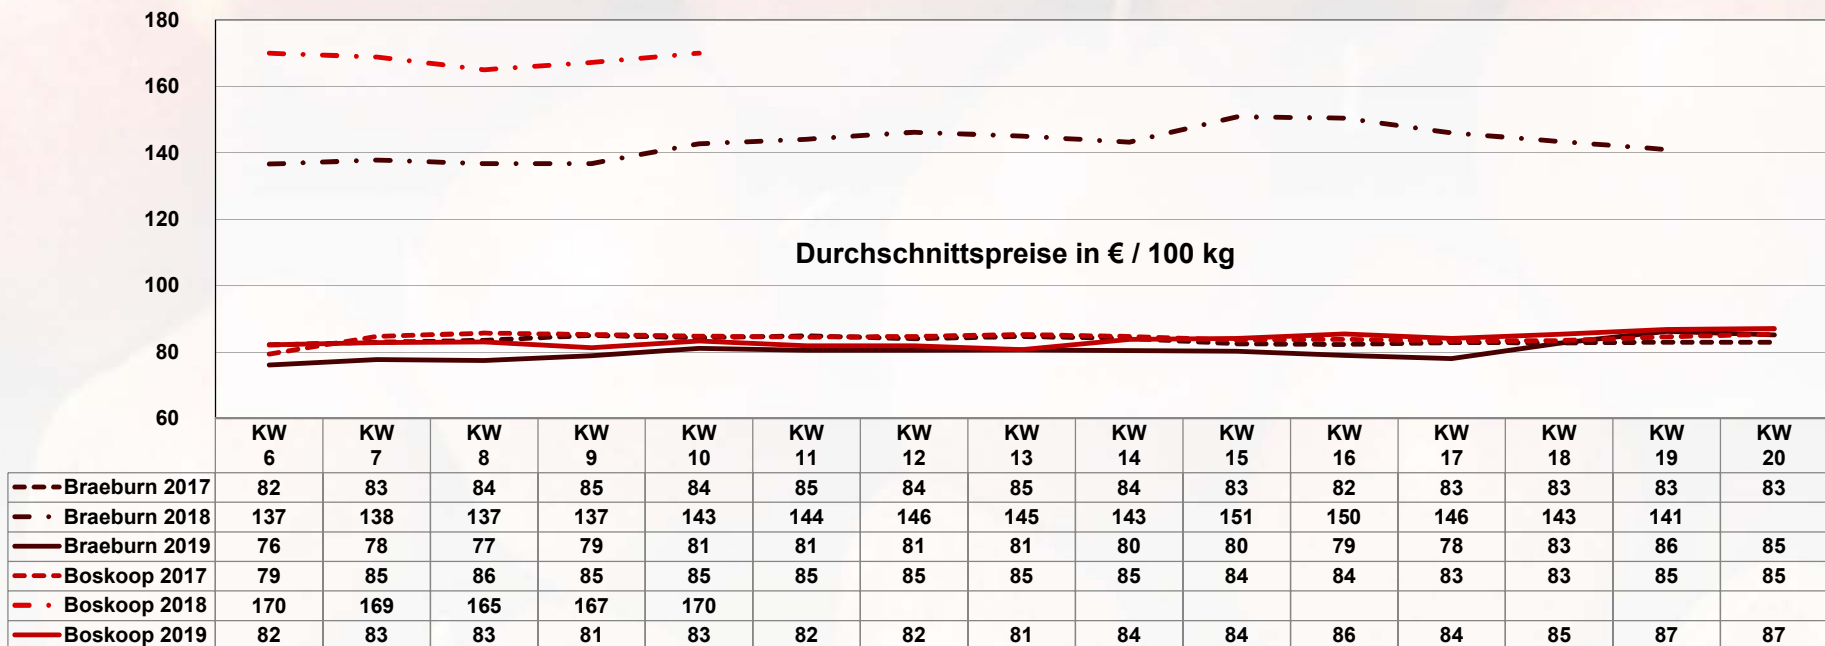 180
160
140
120
100
80
60
Durchschnittspreise in € / 100 kg
KW 6 KW 7 KW 8 KW 9 KW 10 KW 11 KW 12 KW 13 KW 14 KW 15 KW 16 KW 17 KW 18 KW 19 KW 20
Braeburn 2017 82 83 84 85 84 85 84 85 84 83 82 83 83 83 83
Braeburn 2018 137 138 137 137 143 144 146 145 143 151 150 146 143 141
Braeburn 2019 76 78 77 79 81 81 81 81 80 80 79 78 83 86 85
Boskoop 2017 79 85 86 85 85 85 85 85 85 84 84 83 83 85 85
Boskoop 2018 170 169 165 167 170
Boskoop 2019 82 83 83 81 83 82 82 81 84 84 86 84 85 87 87